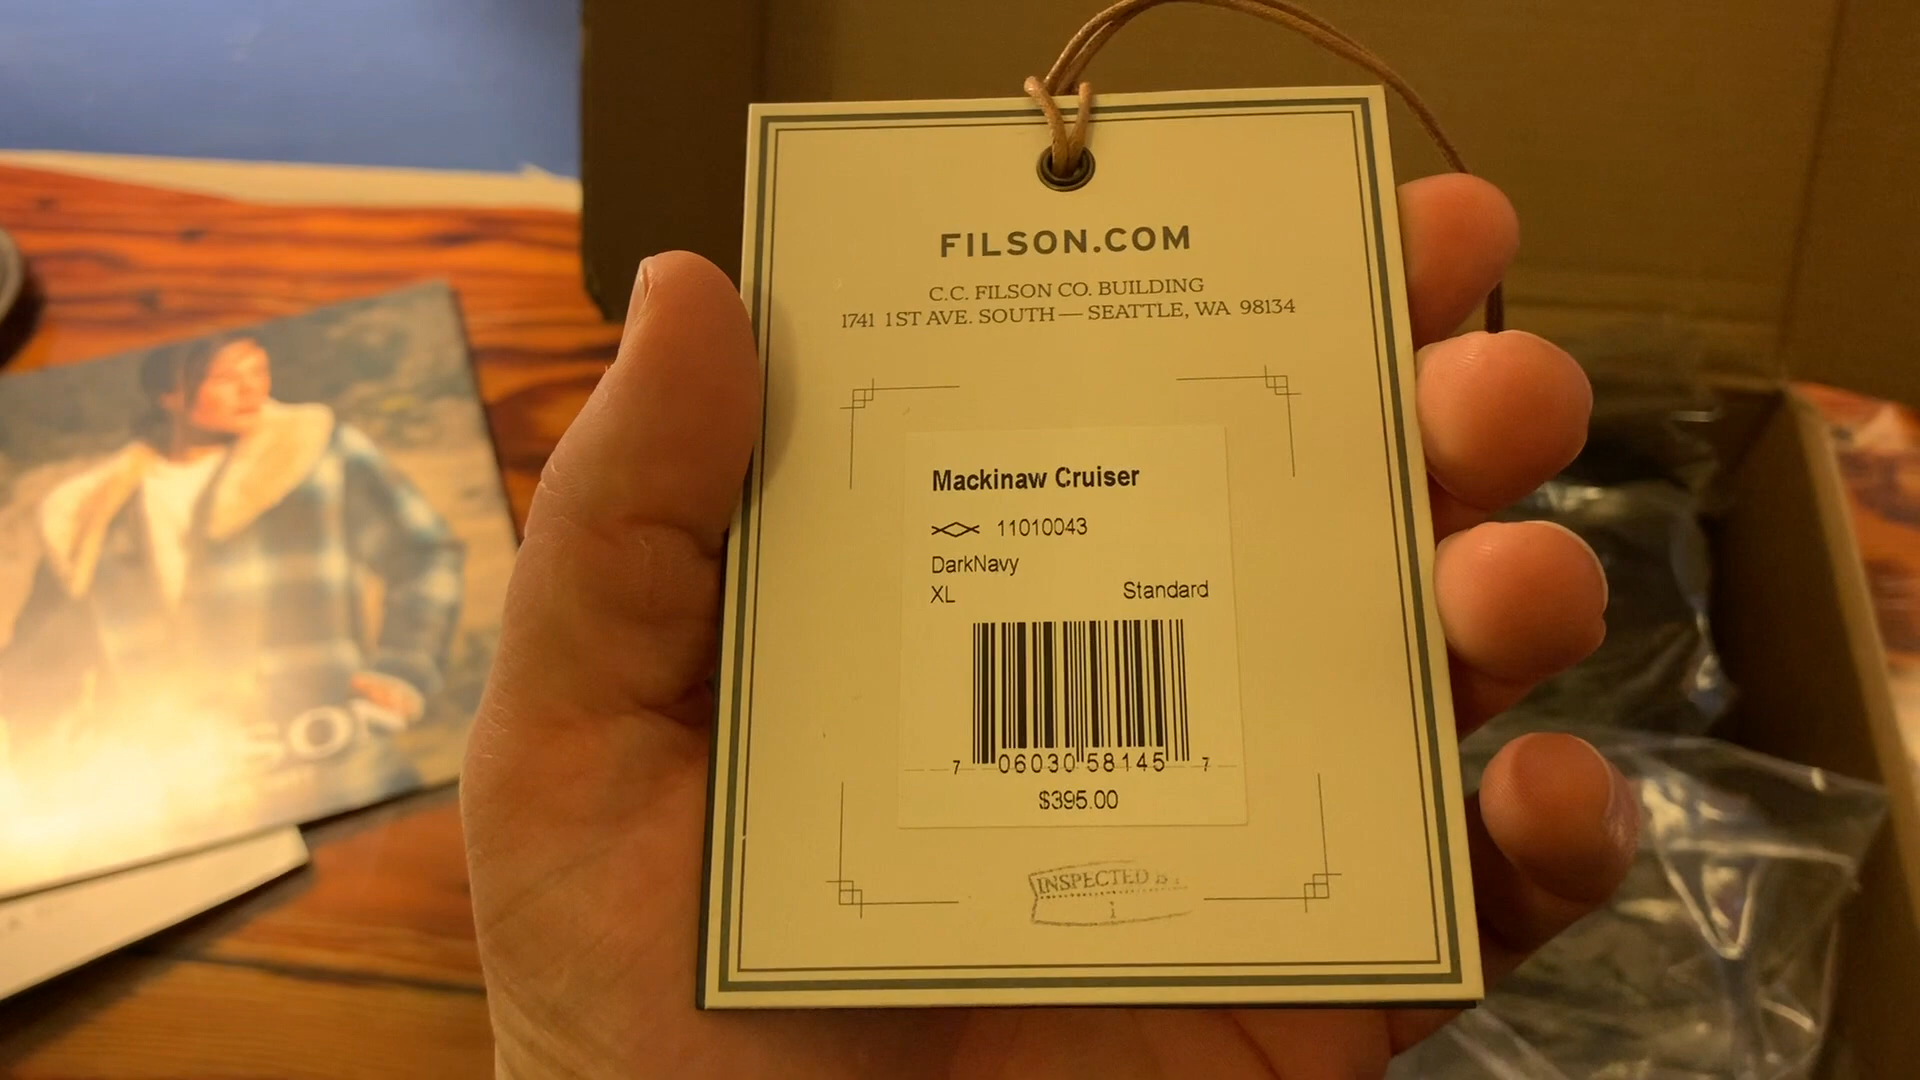 FILSON.COM
C.C. FILSON CO. BUILDING
1741 1ST AVE. SOUTH — SEATTLE, WA 98134
Mackinaw Cruiser
11010043
DarkNavy
XL Standard
7 06030 58145 7
$395.00
INSPECTED
1
SON